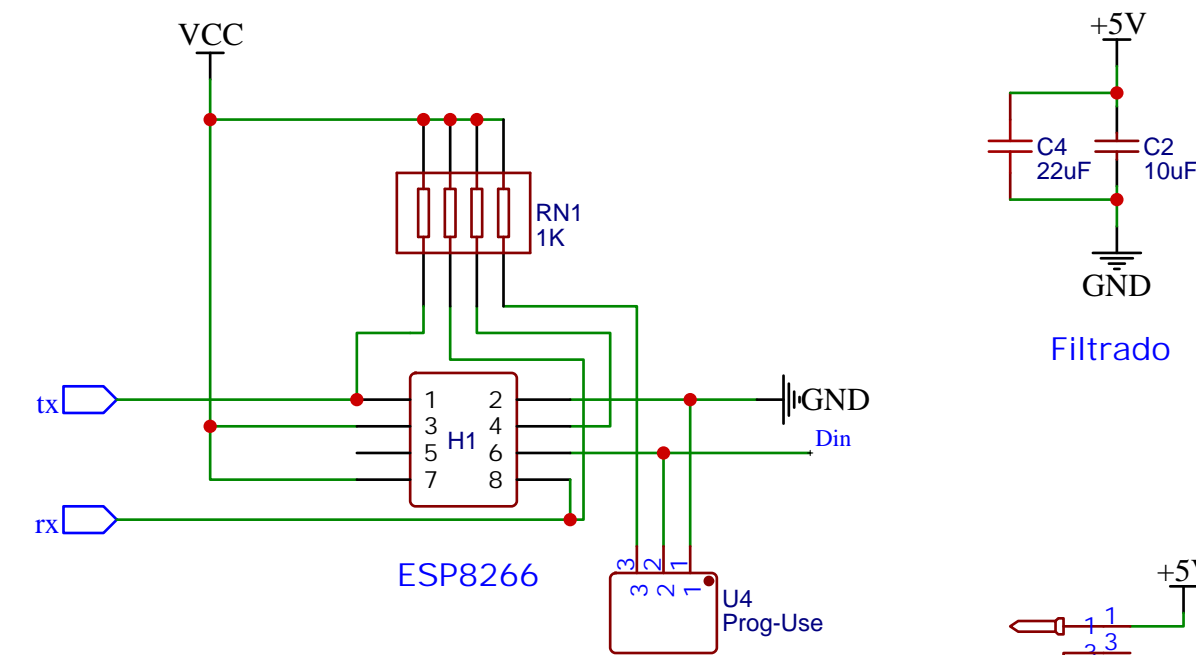 VCC
+5V
C4
22uF
C2
10uF
RN1
1K
GND
Filtrado
tx
1
2
GND
3
4
Din
H1
5
6
7
8
rx
ESP8266
3
2
1
3
2
1
U4
Prog-Use
+5V
1
1
3
3